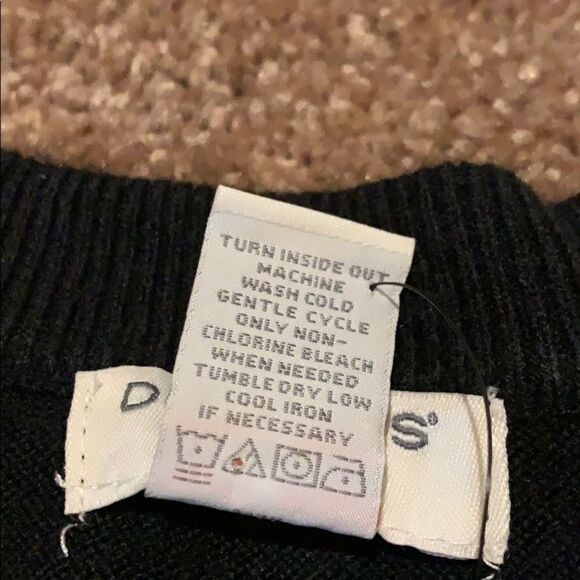 TURN INSIDE OUT
MACHINE
WASH COLD
GENTLE CYCLE
ONLY NON-
CHLORINE BLEACH
WHEN NEEDED
TUMBLE DRY LOW
COOL IRON
IF NECESSARY
D S®